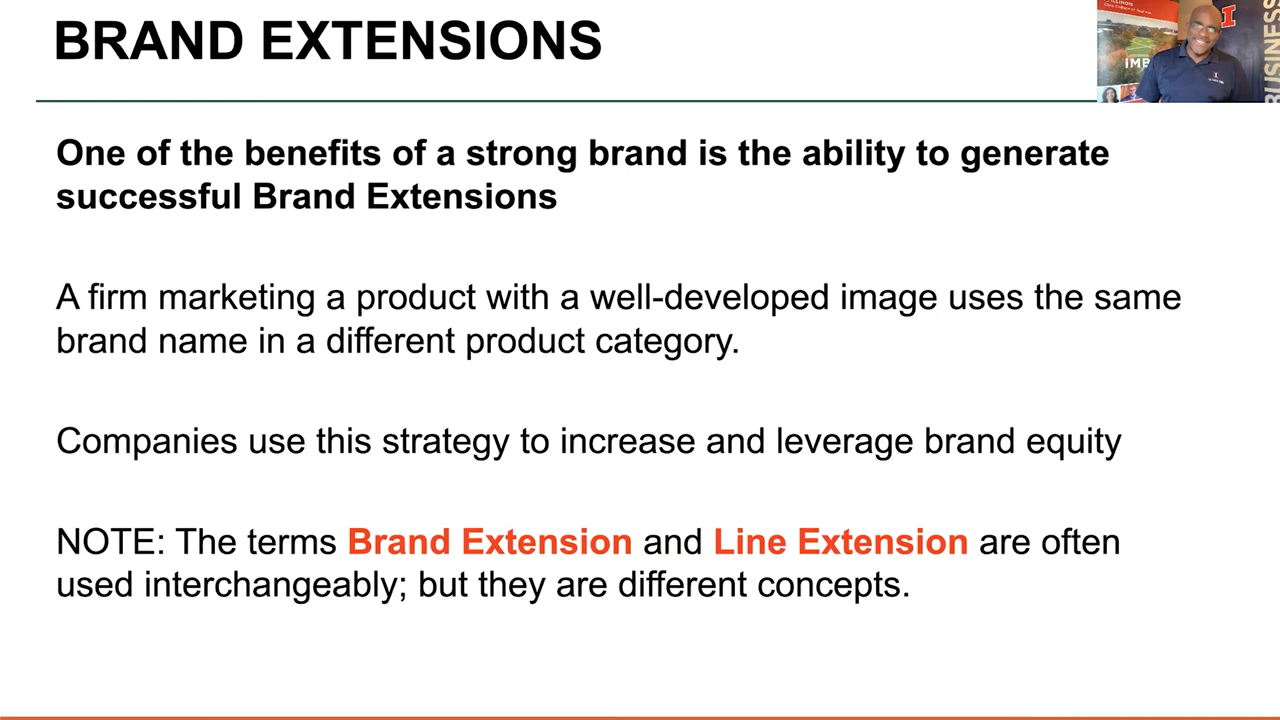 BRAND EXTENSIONS
ILLINOIS
iMB
I
BUSINESS
One of the benefits of a strong brand is the ability to generate
successful Brand Extensions
A firm marketing a product with a well-developed image uses the same
brand name in a different product category.
Companies use this strategy to increase and leverage brand equity
NOTE: The terms Brand Extension and Line Extension are often
used interchangeably; but they are different concepts.